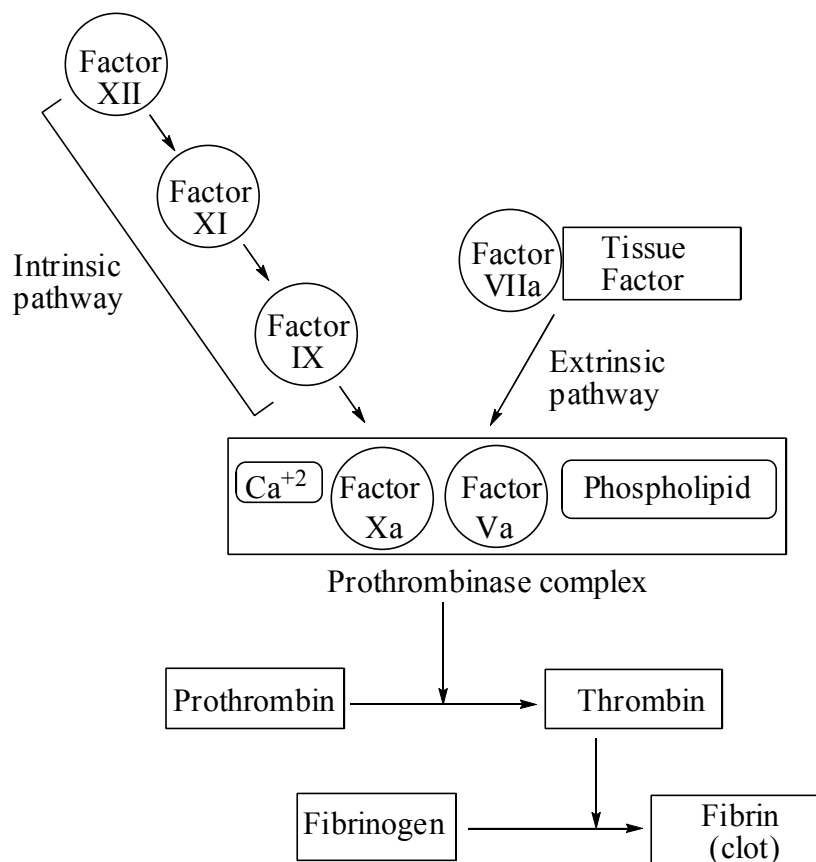 Factor
XII
Factor
XI
Intrinsic
pathway
Factor
IX
Factor
VIIa
Tissue
Factor
Extrinsic
pathway
Ca+2
Factor
Xa
Factor
Va
Phospholipid
Prothrombinase complex
Prothrombin
Thrombin
Fibrinogen
Fibrin
(clot)